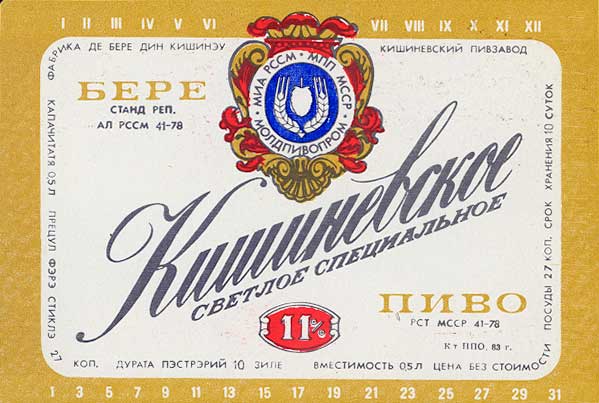 I II III IV V VI VII VIII IX X XI XII
ФАБРИКА ДЕ БЕРЕ ДИН КИШИНЭУ
КИШИНЕВСКИЙ ПИВЗАВОД
БЕРЕ
СТАНД РЕП.
АЛ РССМ 41-78
МИЛА РССМ • МПП МССР • МОЛДПИВОПРОМ •
Кишиневское
СВЕТЛОЕ СПЕЦИАЛЬНОЕ
11%
ПИВО
РСТ МССР 41-78
Кт ППО, 83 г.
КАПАЧИТАТЯ 0,5 Л ПРЕЦУЛ ФЭРЭ СТИКЛЭ 27 КОП. ДУРАТА ПЭСТРЭРИЙ 10 ЗИЛЕ
ВМЕСТИМОСТЬ 0,5 Л ЦЕНА БЕЗ СТОИМОСТИ ПОСУДЫ 27 КОП. СРОК ХРАНЕНИЯ 10 СУТОК
1 3 5 7 9 11 13 15 17 19 21 23 25 27 29 31